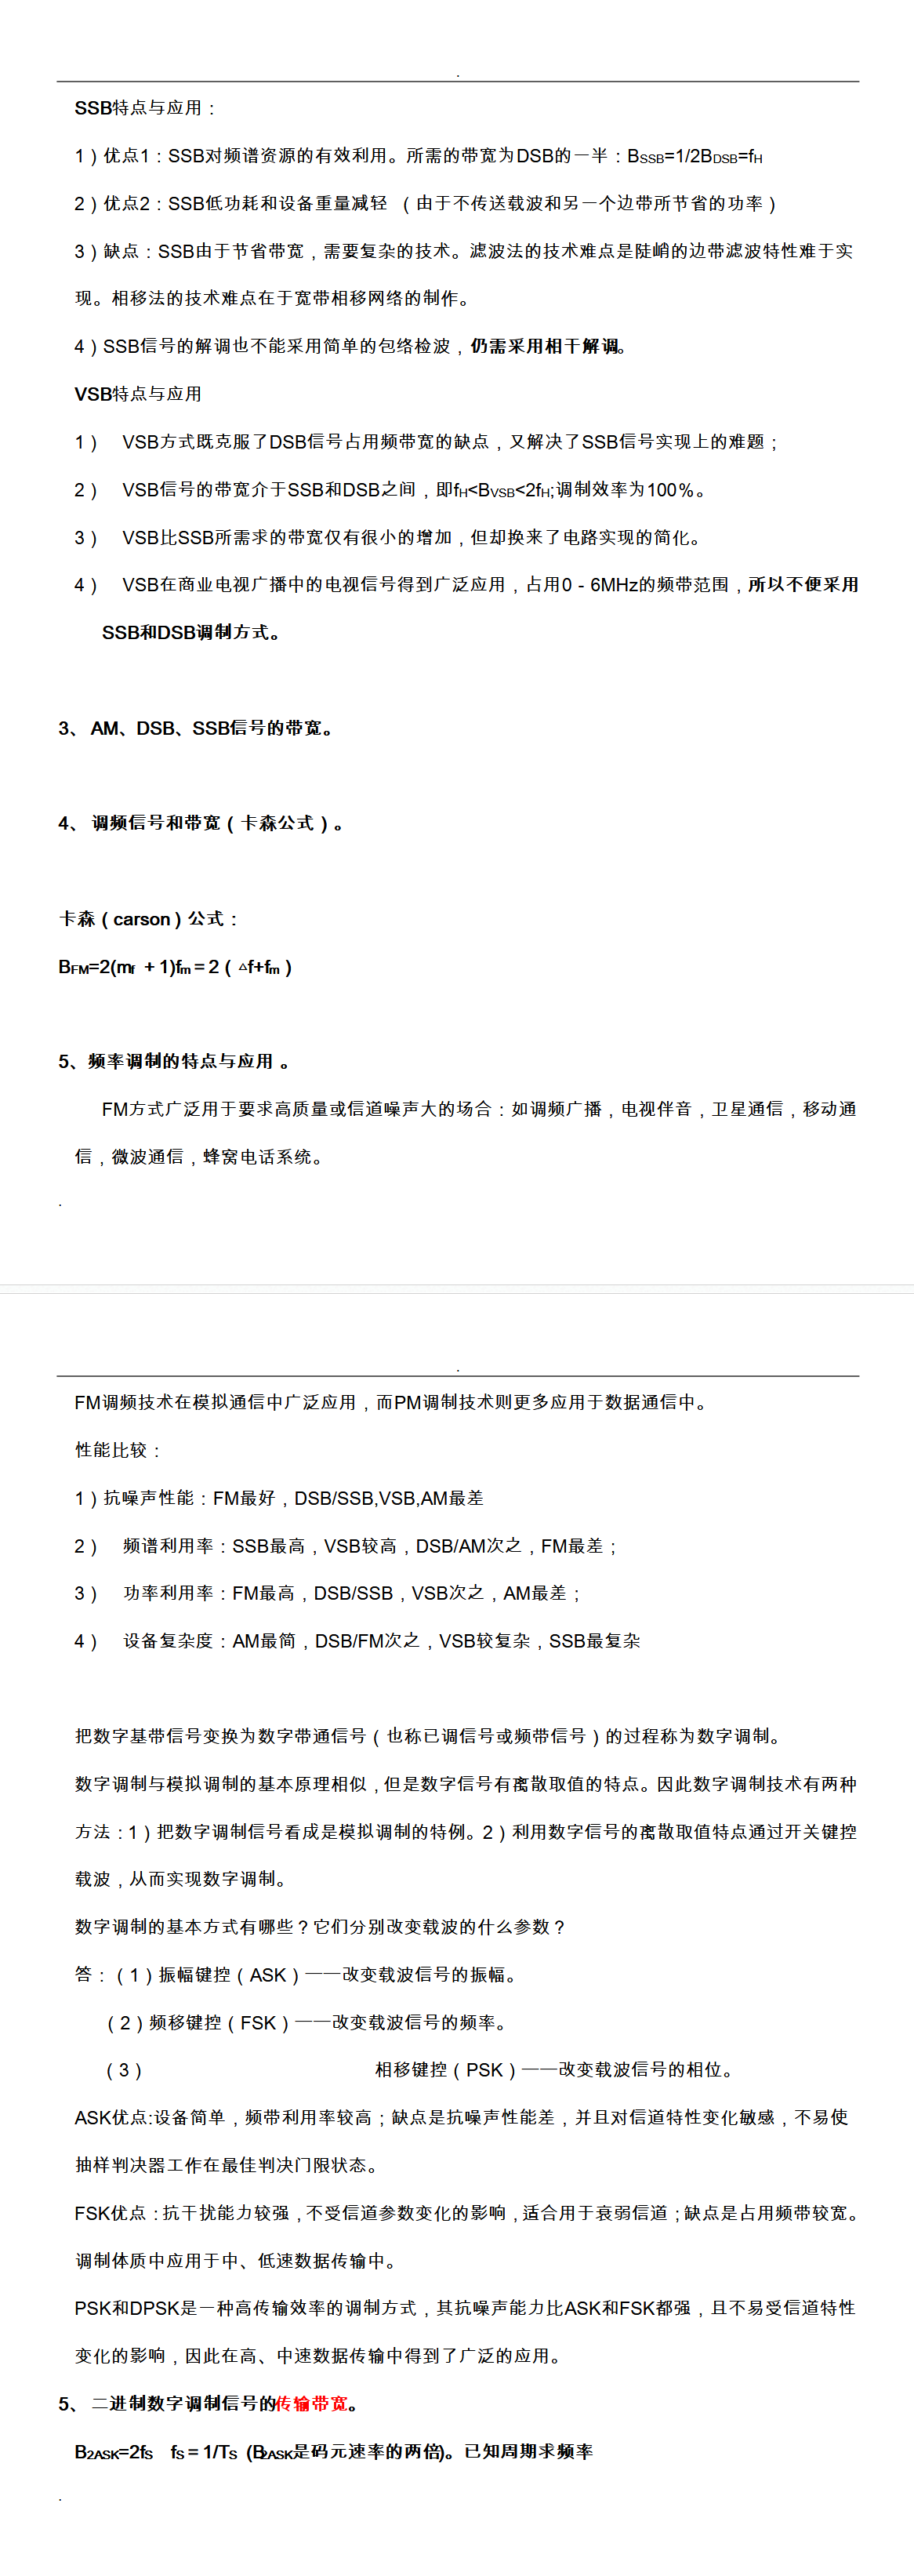 .
SSB特点与应用：
1）优点1：SSB对频谱资源的有效利用。所需的带宽为DSB的一半：BSSB=1/2BDSB=fH
2）优点2：SSB低功耗和设备重量减轻 （由于不传送载波和另一个边带所节省的功率）
3）缺点：SSB由于节省带宽，需要复杂的技术。滤波法的技术难点是陡峭的边带滤波特性难于实
现。相移法的技术难点在于宽带相移网络的制作。
4）SSB信号的解调也不能采用简单的包络检波，仍需采用相干解调。
VSB特点与应用
1） VSB方式既克服了DSB信号占用频带宽的缺点，又解决了SSB信号实现上的难题；
2） VSB信号的带宽介于SSB和DSB之间，即fH<BVSB<2fH;调制效率为100％。
3） VSB比SSB所需求的带宽仅有很小的增加，但却换来了电路实现的简化。
4） VSB在商业电视广播中的电视信号得到广泛应用，占用0－6MHz的频带范围，所以不便采用
SSB和DSB调制方式。
3、 AM、DSB、SSB信号的带宽。
4、 调频信号和带宽（卡森公式）。
卡森（carson）公式：
BFM=2(mf ＋1)fm＝2（△f+fm）
5、频率调制的特点与应用 。
FM方式广泛用于要求高质量或信道噪声大的场合：如调频广播，电视伴音，卫星通信，移动通
信，微波通信，蜂窝电话系统。
.
.
FM调频技术在模拟通信中广泛应用，而PM调制技术则更多应用于数据通信中。
性能比较：
1）抗噪声性能：FM最好，DSB/SSB,VSB,AM最差
2） 频谱利用率：SSB最高，VSB较高，DSB/AM次之，FM最差；
3） 功率利用率：FM最高，DSB/SSB，VSB次之，AM最差；
4） 设备复杂度：AM最简，DSB/FM次之，VSB较复杂，SSB最复杂
把数字基带信号变换为数字带通信号（也称已调信号或频带信号）的过程称为数字调制。
数字调制与模拟调制的基本原理相似，但是数字信号有离散取值的特点。因此数字调制技术有两种
方法：1）把数字调制信号看成是模拟调制的特例。2）利用数字信号的离散取值特点通过开关键控
载波，从而实现数字调制。
数字调制的基本方式有哪些？它们分别改变载波的什么参数？
答：（1）振幅键控（ASK）——改变载波信号的振幅。
（2）频移键控（FSK）——改变载波信号的频率。
（3） 相移键控（PSK）——改变载波信号的相位。
ASK优点:设备简单，频带利用率较高；缺点是抗噪声性能差，并且对信道特性变化敏感，不易使
抽样判决器工作在最佳判决门限状态。
FSK优点：抗干扰能力较强，不受信道参数变化的影响，适合用于衰弱信道；缺点是占用频带较宽。
调制体质中应用于中、低速数据传输中。
PSK和DPSK是一种高传输效率的调制方式，其抗噪声能力比ASK和FSK都强，且不易受信道特性
变化的影响，因此在高、中速数据传输中得到了广泛的应用。
5、 二进制数字调制信号的传输带宽。
B2ASK=2fS fS＝1/TS (B2ASK是码元速率的两倍)。已知周期求频率
.